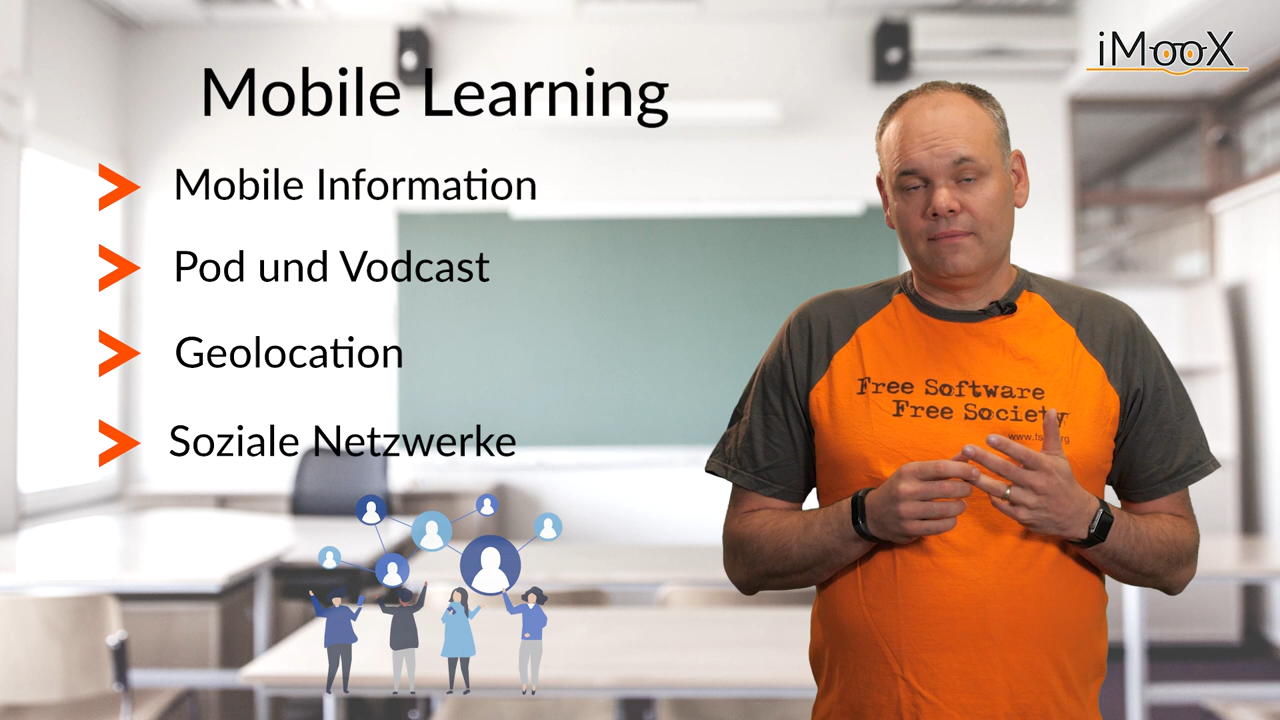 iMooX
Mobile Learning
Mobile Information
Pod und Vodcast
Geolocation
Soziale Netzwerke
Free Software
Free Society